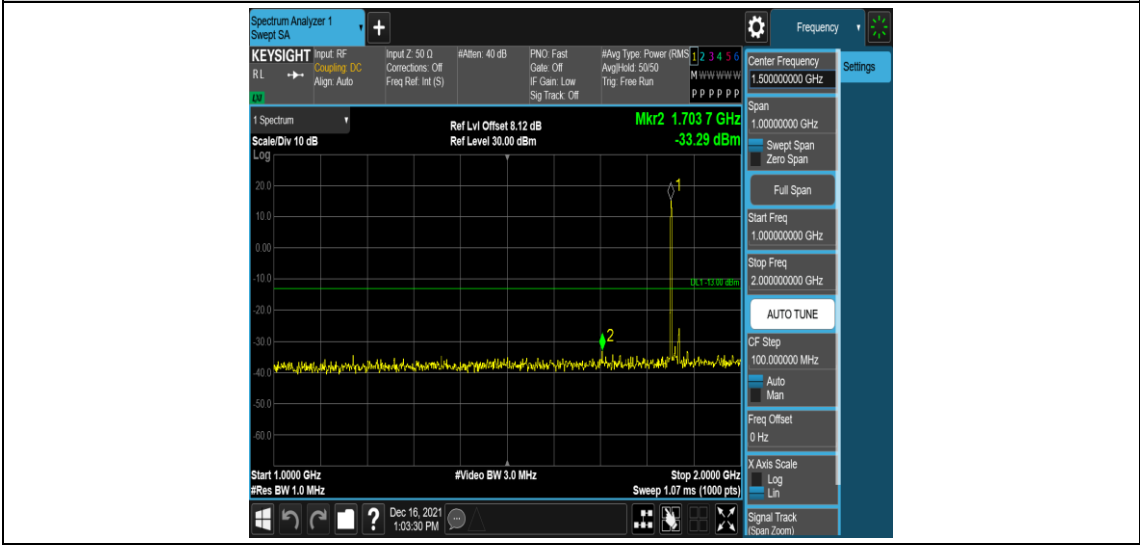 Spectrum Analyzer 1
Swept SA
Frequency
KEYSIGHT
RL
LM
Input: RF
Coupling: DC
Align: Auto
Input Z: 50 Ω
Corrections: Off
Freq Ref: Int (S)
#Atten: 40 dB
PNO: Fast
Gate: Off
IF Gain: Low
Sig Track: Off
#Avg Type: Power (RMS
Avg|Hold: 50/50
Trig: Free Run
1 2 3 4 5 6
M W W W W W
P P P P P P
1 Spectrum
Scale/Div 10 dB
Log
Ref Lvl Offset 8.12 dB
Ref Level 30.00 dBm
Mkr2 1.703 7 GHz
-33.29 dBm
20.0
10.0
0.00
-10.0
-20.0
-30.0
-40.0
-50.0
-60.0
1
DL1 -13.00 dBm
2
Start 1.0000 GHz
#Res BW 1.0 MHz
#Video BW 3.0 MHz
Stop 2.0000 GHz
Sweep 1.07 ms (1000 pts)
Dec 16, 2021
1:03:30 PM
Center Frequency
1.500000000 GHz
Settings
Span
1.00000000 GHz
Swept Span
Zero Span
Full Span
Start Freq
1.000000000 GHz
Stop Freq
2.000000000 GHz
AUTO TUNE
CF Step
100.000000 MHz
Auto
Man
Freq Offset
0 Hz
X Axis Scale
Log
Lin
Signal Track
(Span Zoom)